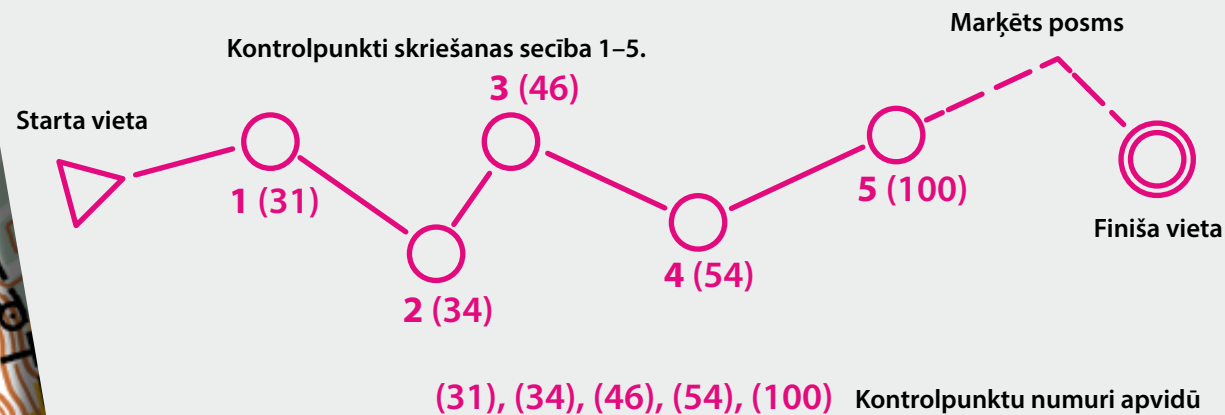 Marķēts posms
Kontrolpunkti skriešanas secība 1–5.
3 (46)
Starta vieta
1 (31)
5 (100)
Finiša vieta
4 (54)
2 (34)
(31), (34), (46), (54), (100) Kontrolpunktu numuri apvidū